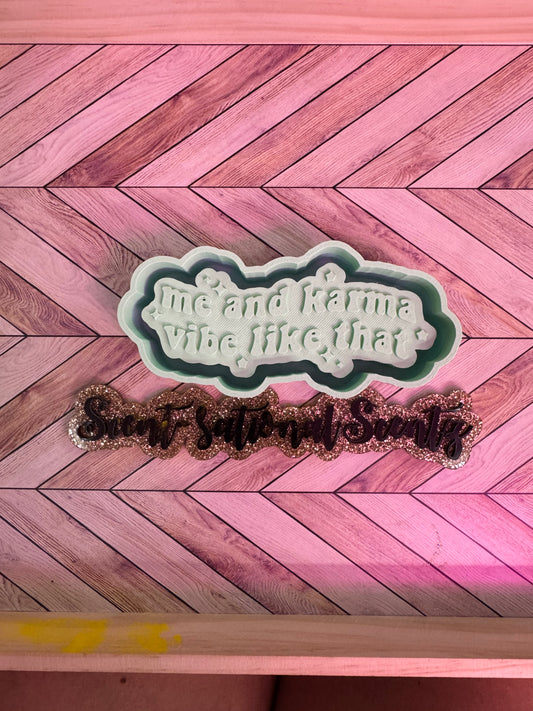 me and karma
vibe like that
Scent-Sational Scentz